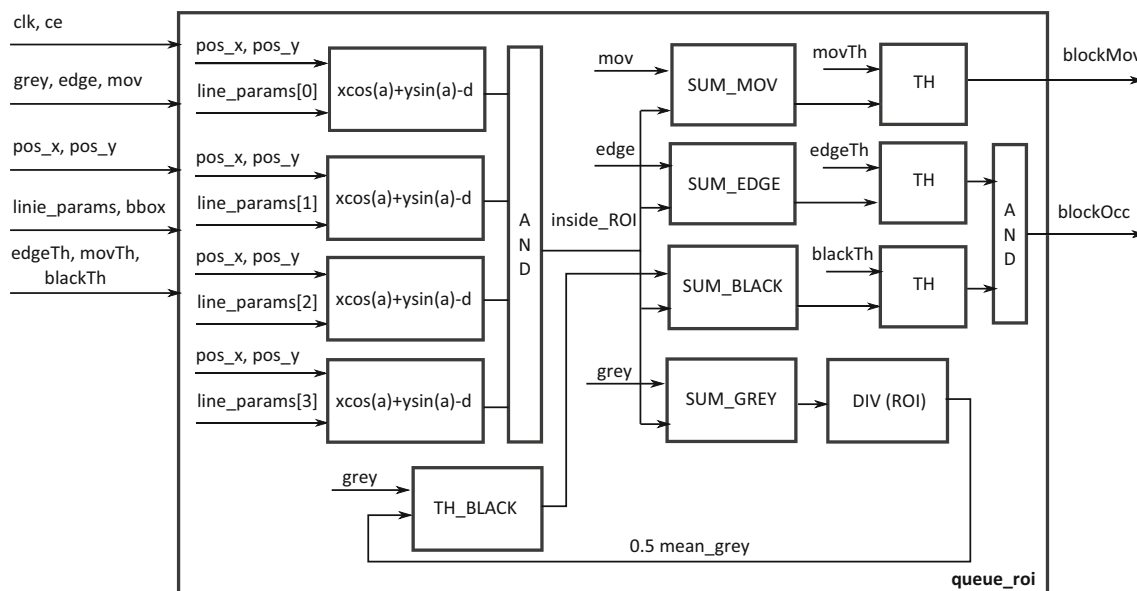 clk, ce
grey, edge, mov
pos_x, pos_y
linie_params, bbox
edgeTh, movTh,
blackTh
pos_x, pos_y
line_params[0]
xcos(a)+ysin(a)-d
pos_x, pos_y
line_params[1]
xcos(a)+ysin(a)-d
pos_x, pos_y
line_params[2]
xcos(a)+ysin(a)-d
pos_x, pos_y
line_params[3]
xcos(a)+ysin(a)-d
A
N
D
inside_ROI
mov
SUM_MOV
movTh
TH
blockMov
edge
SUM_EDGE
edgeTh
TH
SUM_BLACK
blackTh
TH
A
N
D
blockOcc
grey
SUM_GREY
DIV (ROI)
grey
TH_BLACK
0.5 mean_grey
queue_roi